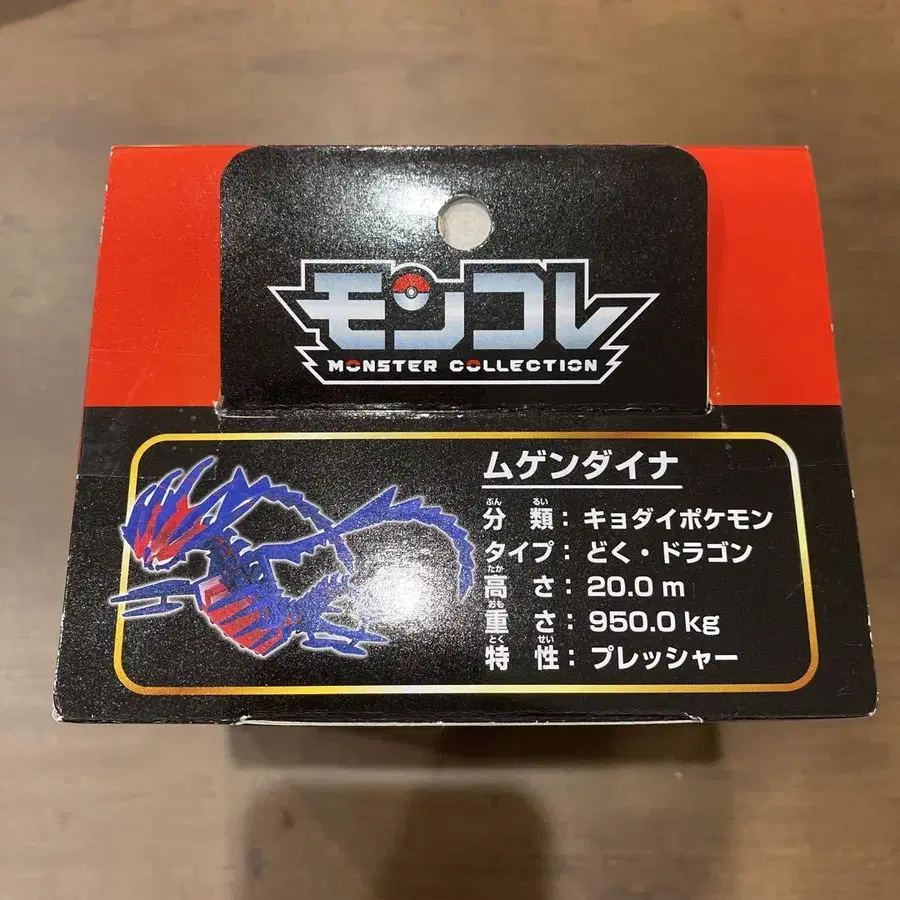 モンコレ
MONSTER COLLECTION
ムゲンダイナ
分類：キョダイポケモン
タイプ：どく・ドラゴン
高さ：20.0 m
重さ：950.0 kg
特性：プレッシャー